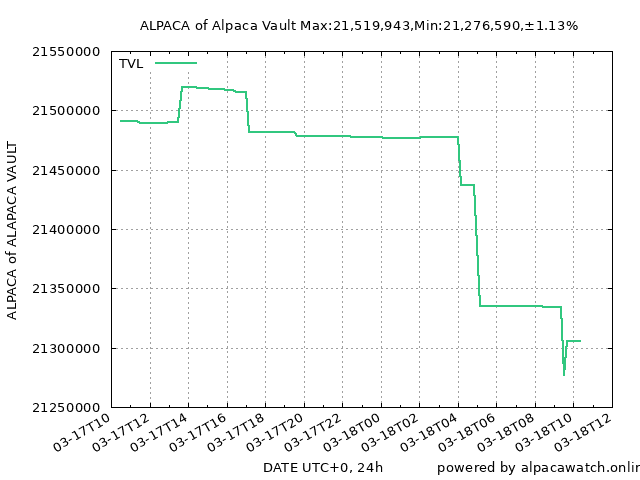 ALPACA of Alpaca Vault Max:21,519,943,Min:21,276,590,±1.13%
TVL
21550000
21500000
21450000
21400000
21350000
21300000
21250000
ALPACA of ALAPACA VAULT
03-17T10
03-17T12
03-17T14
03-17T16
03-17T18
03-17T20
03-17T22
03-18T00
03-18T02
03-18T04
03-18T06
03-18T08
03-18T10
03-18T12
DATE UTC+0, 24h
powered by alpacawatch.onlin